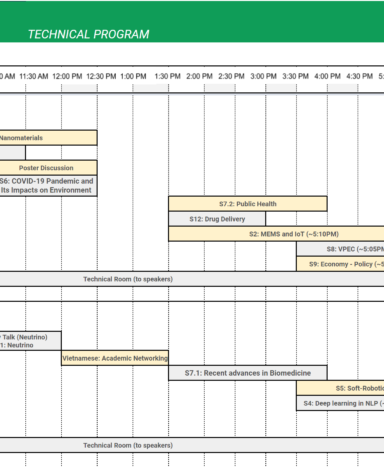 TECHNICAL PROGRAM
AM 11:30 AM 12:00 PM 12:30 PM 1:00 PM 1:30 PM 2:00 PM 2:30 PM 3:00 PM 3:30 PM 4:00 PM 4:30 PM
Nanomaterials
Poster Discussion
S6: COVID-19 Pandemic and
Its Impacts on Environment
S7.2: Public Health
S12: Drug Delivery
S2: MEMS and IoT (~5:10PM)
S8: VPEC (~5:05PM
S9: Economy - Policy (~5
Technical Room (to speakers)
Talk (Neutrino)
1: Neutrino
Vietnamese: Academic Networking
S7.1: Recent advances in Biomedicine
S5: Soft-Robotic
S4: Deep learning in NLP (~
Technical Room (to speakers)